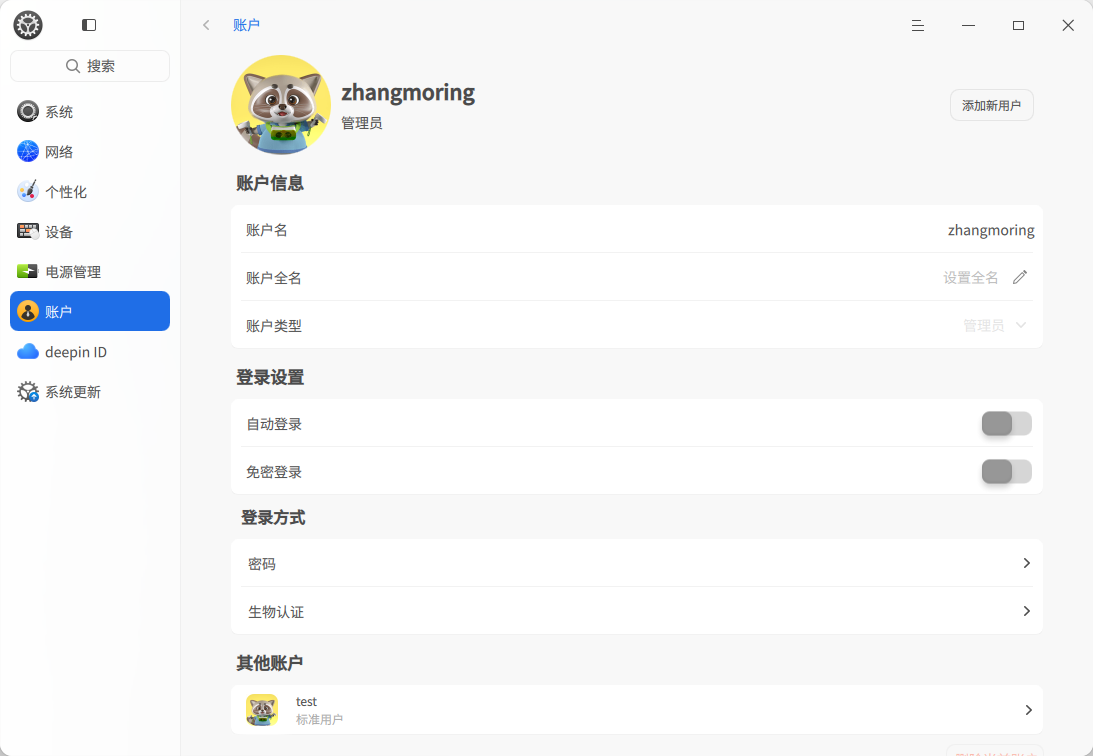 搜索
系统
网络
个性化
设备
电源管理
账户
deepin ID
系统更新
账户
zhangmoring
管理员
添加新用户
账户信息
账户名 zhangmoring
账户全名 设置全名
账户类型 管理员
登录设置
自动登录
免密登录
登录方式
密码
生物认证
其他账户
test
标准用户